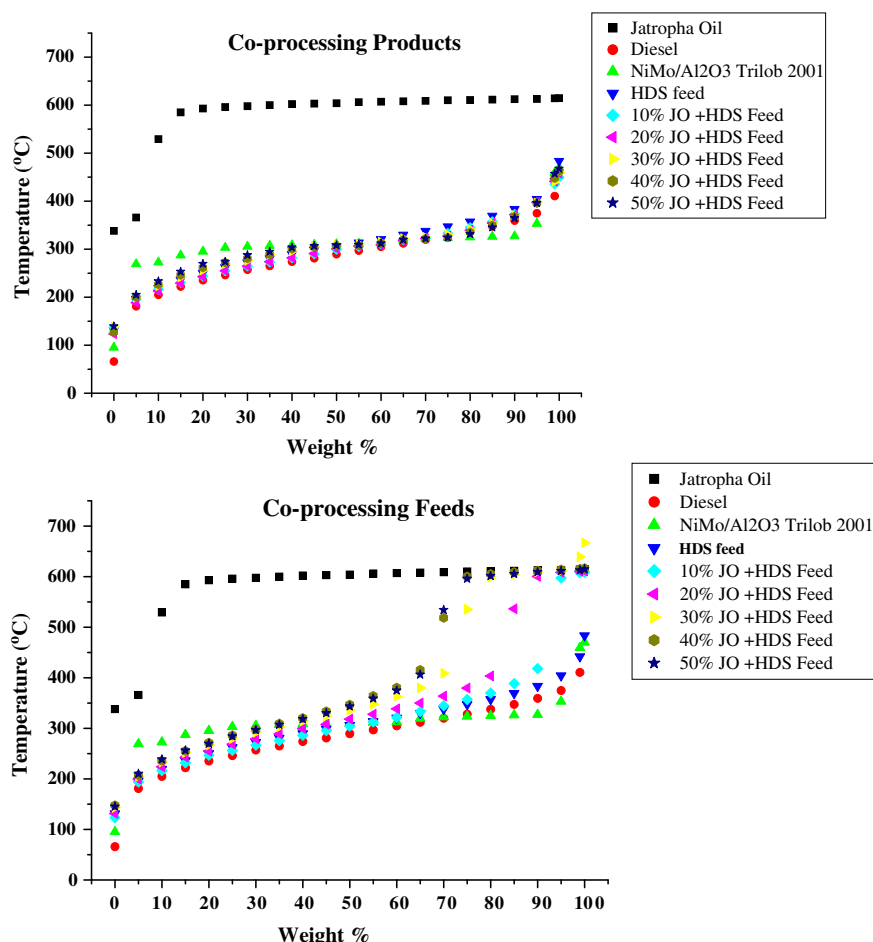 Co-processing Products
Temperature (ºC)
700
600
500
400
300
200
100
0
0 10 20 30 40 50 60 70 80 90 100
Weight %
Jatropha Oil
Diesel
NiMo/Al2O3 Trilob 2001
HDS feed
10% JO +HDS Feed
20% JO +HDS Feed
30% JO +HDS Feed
40% JO +HDS Feed
50% JO +HDS Feed
Co-processing Feeds
Temperature (ºC)
700
600
500
400
300
200
100
0
0 10 20 30 40 50 60 70 80 90 100
Weight %
Jatropha Oil
Diesel
NiMo/Al2O3 Trilob 2001
HDS feed
10% JO +HDS Feed
20% JO +HDS Feed
30% JO +HDS Feed
40% JO +HDS Feed
50% JO +HDS Feed